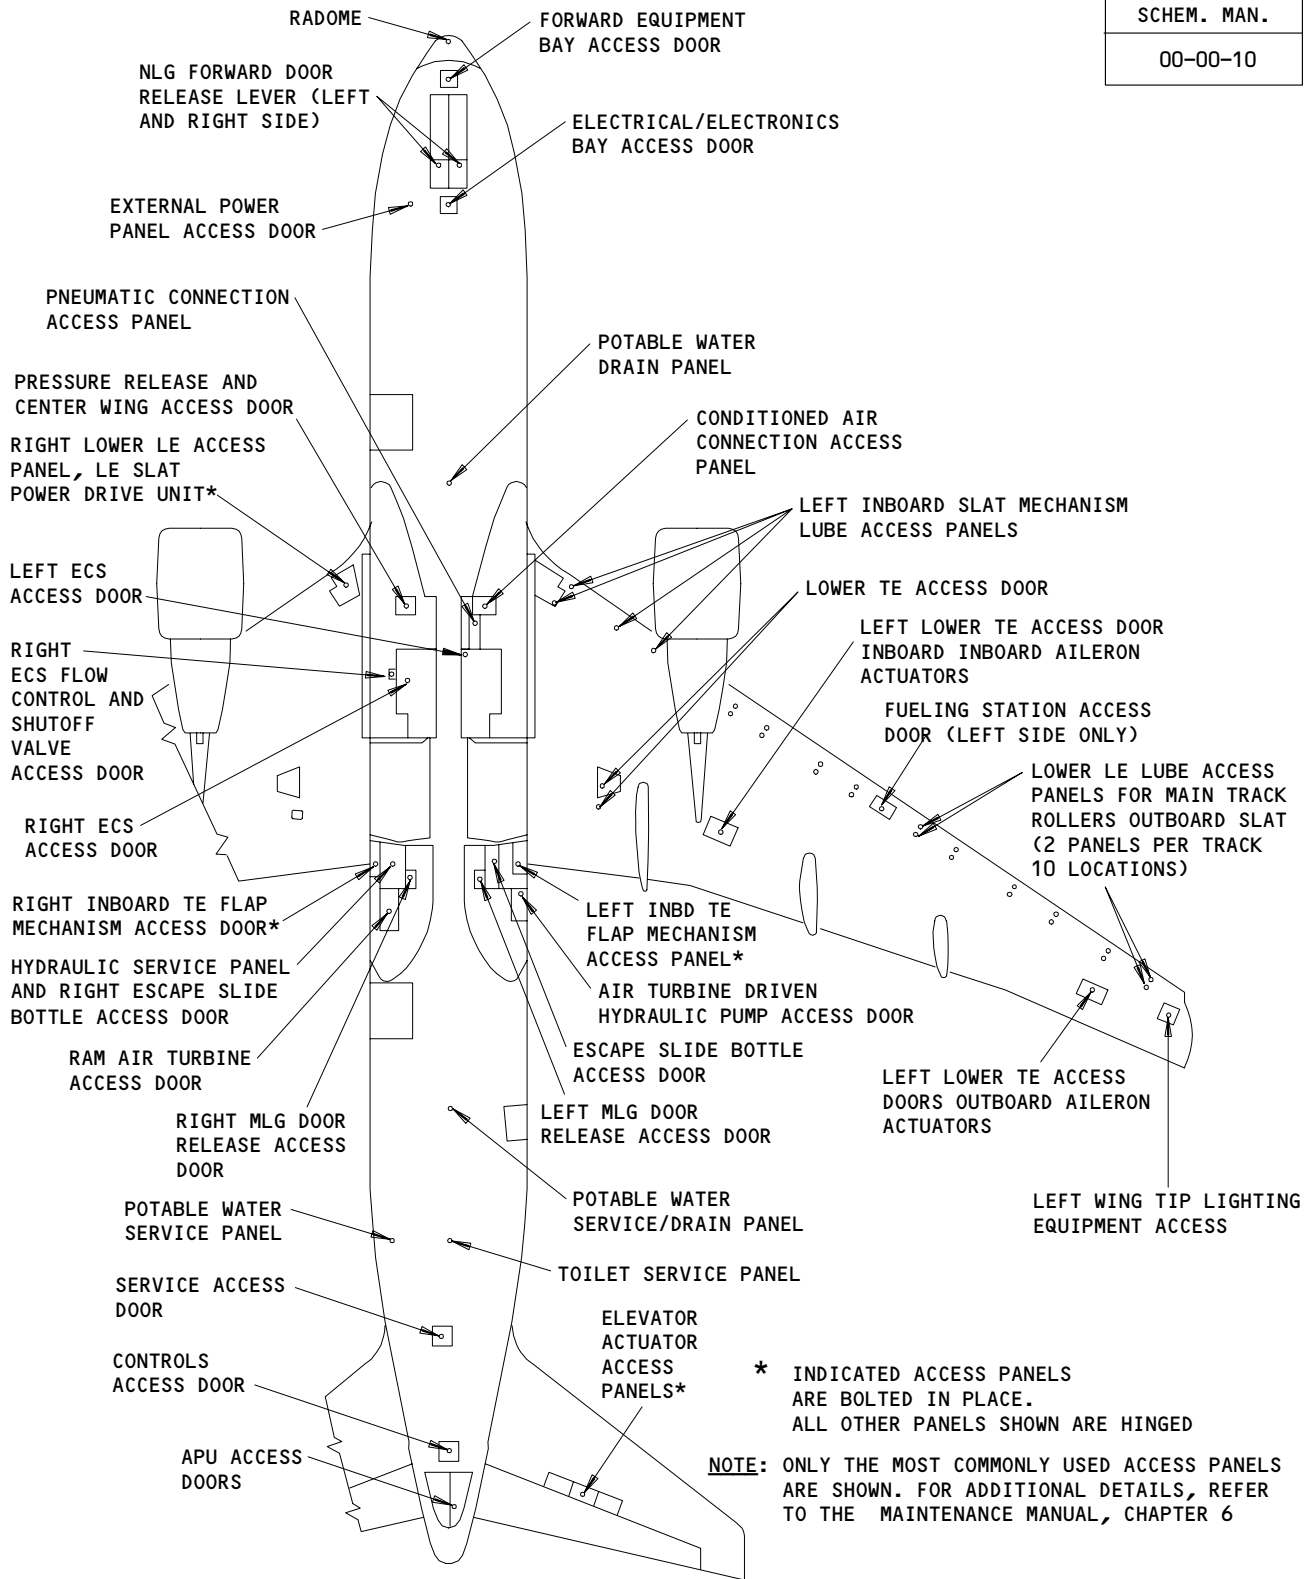 SCHEM. MAN.
00-00-10
RADOME
FORWARD EQUIPMENT
BAY ACCESS DOOR
NLG FORWARD DOOR
RELEASE LEVER (LEFT
AND RIGHT SIDE)
ELECTRICAL/ELECTRONICS
BAY ACCESS DOOR
EXTERNAL POWER
PANEL ACCESS DOOR
PNEUMATIC CONNECTION
ACCESS PANEL
POTABLE WATER
DRAIN PANEL
PRESSURE RELEASE AND
CENTER WING ACCESS DOOR
CONDITIONED AIR
CONNECTION ACCESS
PANEL
RIGHT LOWER LE ACCESS
PANEL, LE SLAT
POWER DRIVE UNIT*
LEFT INBOARD SLAT MECHANISM
LUBE ACCESS PANELS
LEFT ECS
ACCESS DOOR
LOWER TE ACCESS DOOR
LEFT LOWER TE ACCESS DOOR
INBOARD INBOARD AILERON
ACTUATORS
RIGHT
ECS FLOW
CONTROL AND
SHUTOFF
VALVE
ACCESS DOOR
FUELING STATION ACCESS
DOOR (LEFT SIDE ONLY)
LOWER LE LUBE ACCESS
PANELS FOR MAIN TRACK
ROLLERS OUTBOARD SLAT
(2 PANELS PER TRACK
10 LOCATIONS)
RIGHT ECS
ACCESS DOOR
RIGHT INBOARD TE FLAP
MECHANISM ACCESS DOOR*
LEFT INBD TE
FLAP MECHANISM
ACCESS PANEL*
HYDRAULIC SERVICE PANEL
AND RIGHT ESCAPE SLIDE
BOTTLE ACCESS DOOR
AIR TURBINE DRIVEN
HYDRAULIC PUMP ACCESS DOOR
RAM AIR TURBINE
ACCESS DOOR
ESCAPE SLIDE BOTTLE
ACCESS DOOR
LEFT LOWER TE ACCESS
DOORS OUTBOARD AILERON
ACTUATORS
RIGHT MLG DOOR
RELEASE ACCESS
DOOR
LEFT MLG DOOR
RELEASE ACCESS DOOR
POTABLE WATER
SERVICE PANEL
POTABLE WATER
SERVICE/DRAIN PANEL
LEFT WING TIP LIGHTING
EQUIPMENT ACCESS
TOILET SERVICE PANEL
SERVICE ACCESS
DOOR
ELEVATOR
ACTUATOR
ACCESS
PANELS*
CONTROLS
ACCESS DOOR
* INDICATED ACCESS PANELS
ARE BOLTED IN PLACE.
ALL OTHER PANELS SHOWN ARE HINGED
APU ACCESS
DOORS
NOTE: ONLY THE MOST COMMONLY USED ACCESS PANELS
ARE SHOWN. FOR ADDITIONAL DETAILS, REFER
TO THE MAINTENANCE MANUAL, CHAPTER 6